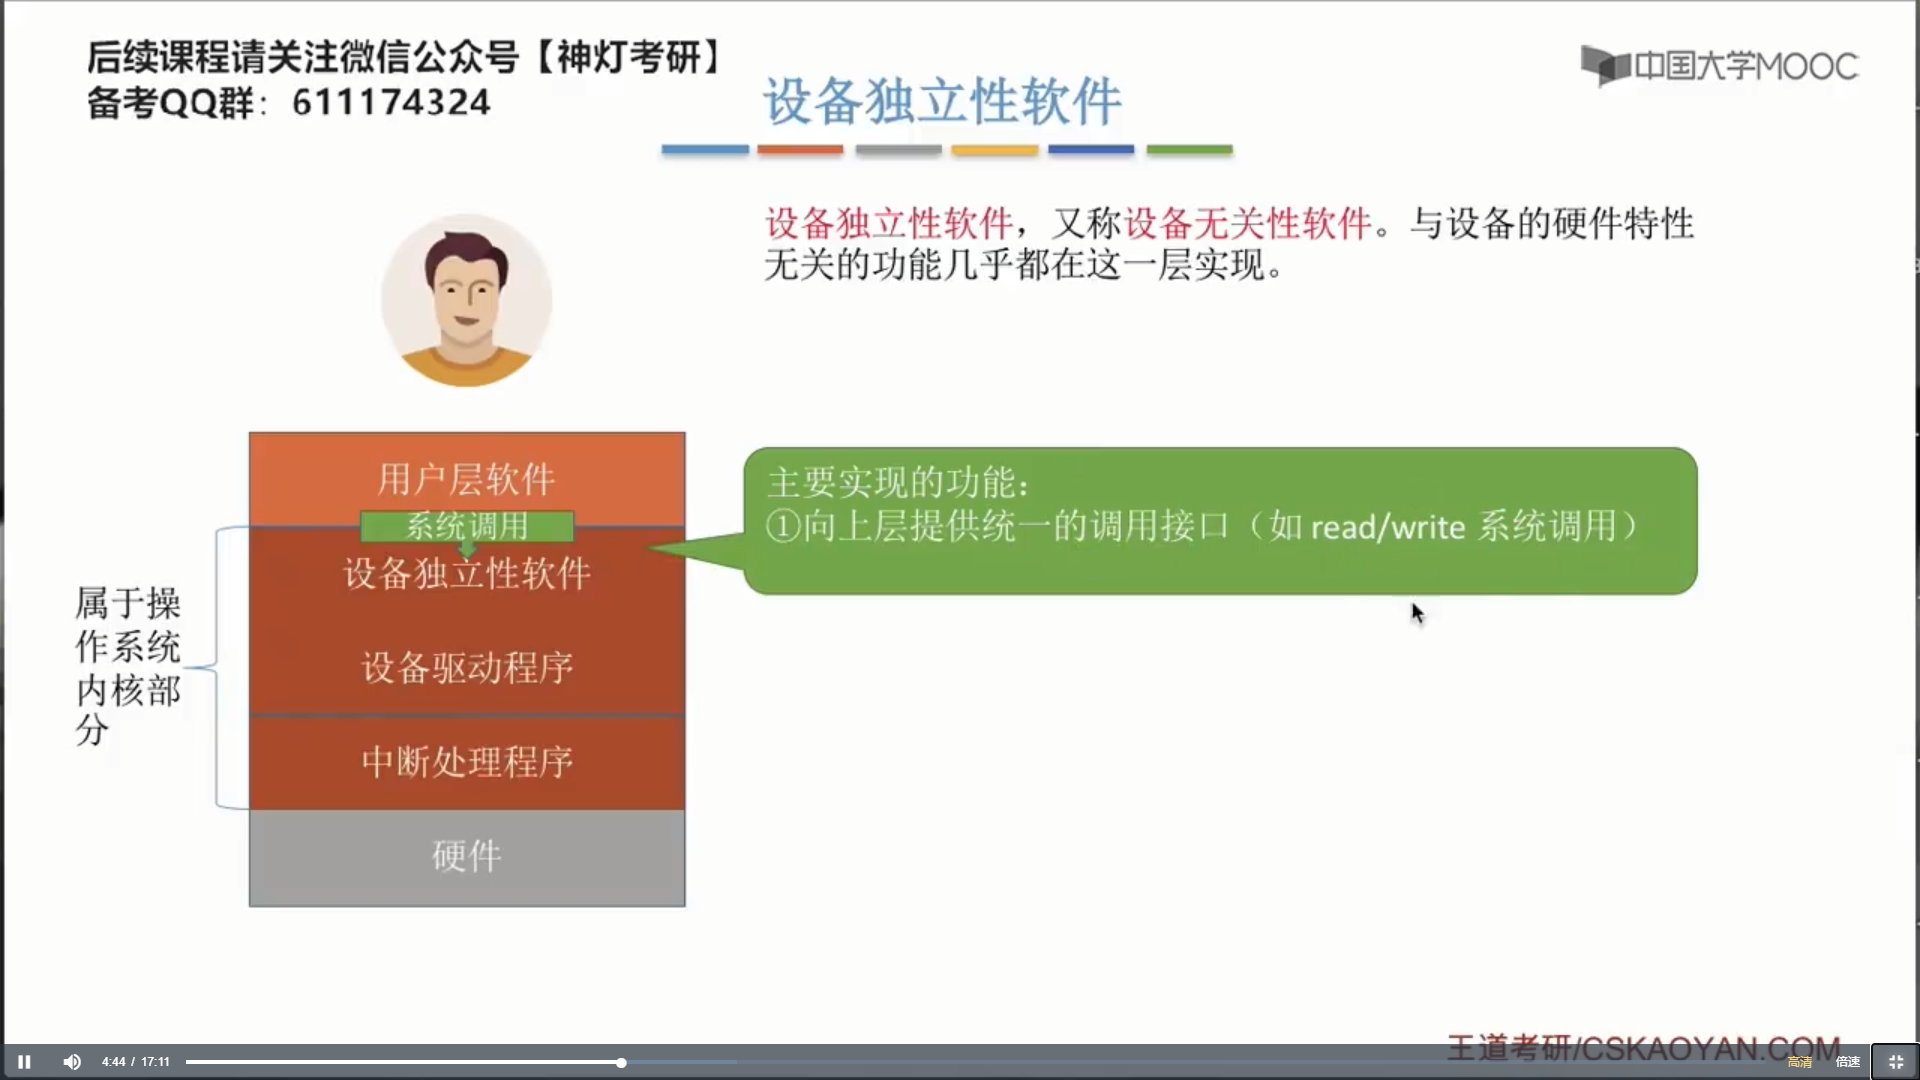 后续课程请关注微信公众号【神灯考研】
备考QQ群：611174324
中国大学MOOC
设备独立性软件
设备独立性软件，又称设备无关性软件。与设备的硬件特性
无关的功能几乎都在这一层实现。
用户层软件
系统调用
设备独立性软件
设备驱动程序
中断处理程序
硬件
属于操
作系统
内核部
分
主要实现的功能：
①向上层提供统一的调用接口（如 read/write 系统调用）
王道考研/CSKAOYAN.COM
4:44 / 17:11
高清
倍速